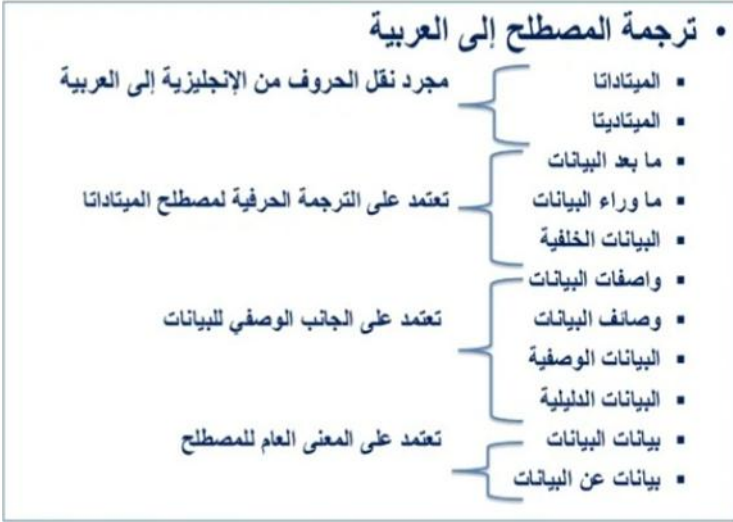 • ترجمة المصطلح إلى العربية
▪ الميتاداتا
مجرد نقل الحروف من الإنجليزية إلى العربية
▪ الميتاديتا
▪ ما بعد البيانات
▪ ما وراء البيانات
تعتمد على الترجمة الحرفية لمصطلح الميتاداتا
▪ البيانات الخلفية
▪ واصفات البيانات
▪ وصائف البيانات
تعتمد على الجانب الوصفي للبيانات
▪ البيانات الوصفية
▪ البيانات الدليلية
▪ بيانات البيانات
تعتمد على المعنى العام للمصطلح
▪ بيانات عن البيانات